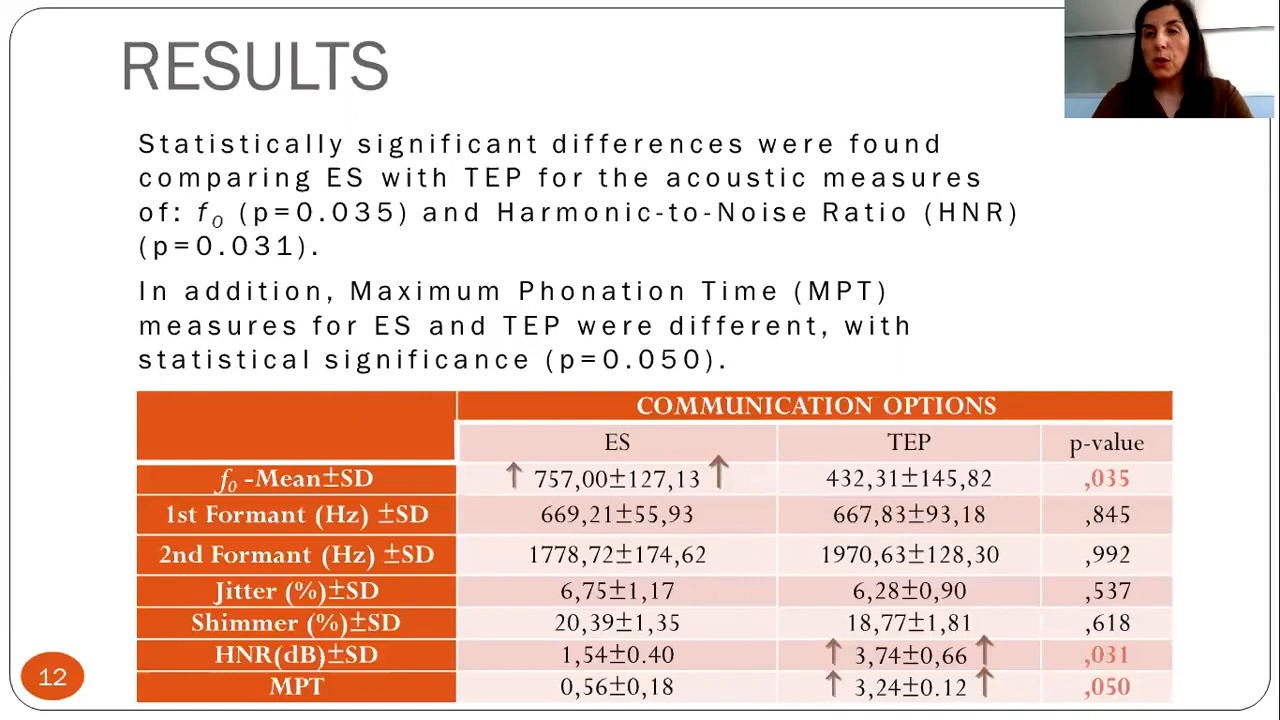 RESULTS
Statistically significant differences were found
comparing ES with TEP for the acoustic measures
of: f0 (p=0.035) and Harmonic-to-Noise Ratio (HNR)
(p=0.031).
In addition, Maximum Phonation Time (MPT)
measures for ES and TEP were different, with
statistical significance (p=0.050).
COMMUNICATION OPTIONS
ES TEP p-value
f0 -Mean±SD ↑ 757,00±127,13 ↑ 432,31±145,82 ,035
1st Formant (Hz) ±SD 669,21±55,93 667,83±93,18 ,845
2nd Formant (Hz) ±SD 1778,72±174,62 1970,63±128,30 ,992
Jitter (%)±SD 6,75±1,17 6,28±0,90 ,537
Shimmer (%)±SD 20,39±1,35 18,77±1,81 ,618
HNR(dB)±SD 1,54±0.40 ↑ 3,74±0,66 ↑ ,031
MPT 0,56±0,18 ↑ 3,24±0.12 ↑ ,050
12